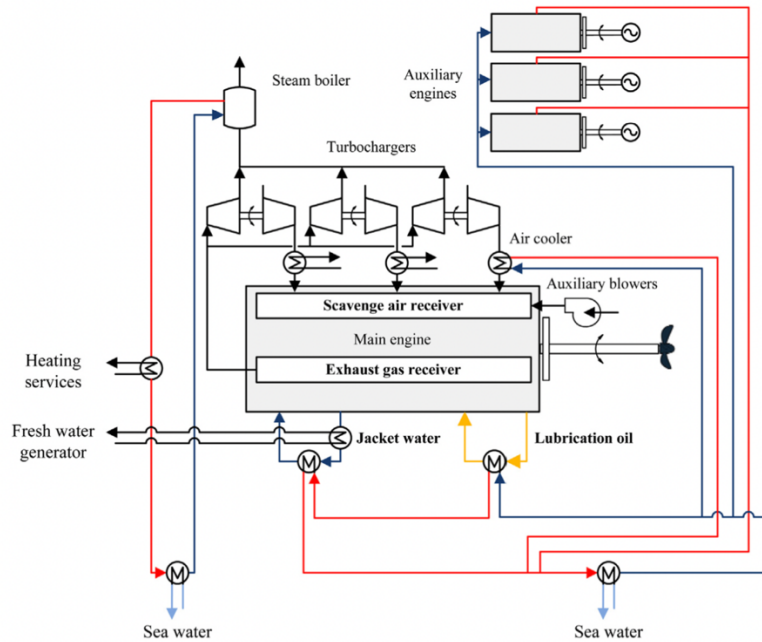 Steam boiler
Auxiliary
engines
Turbochargers
Air cooler
Auxiliary blowers
Scavenge air receiver
Main engine
Exhaust gas receiver
Heating
services
Fresh water
generator
Jacket water
Lubrication oil
Sea water
Sea water